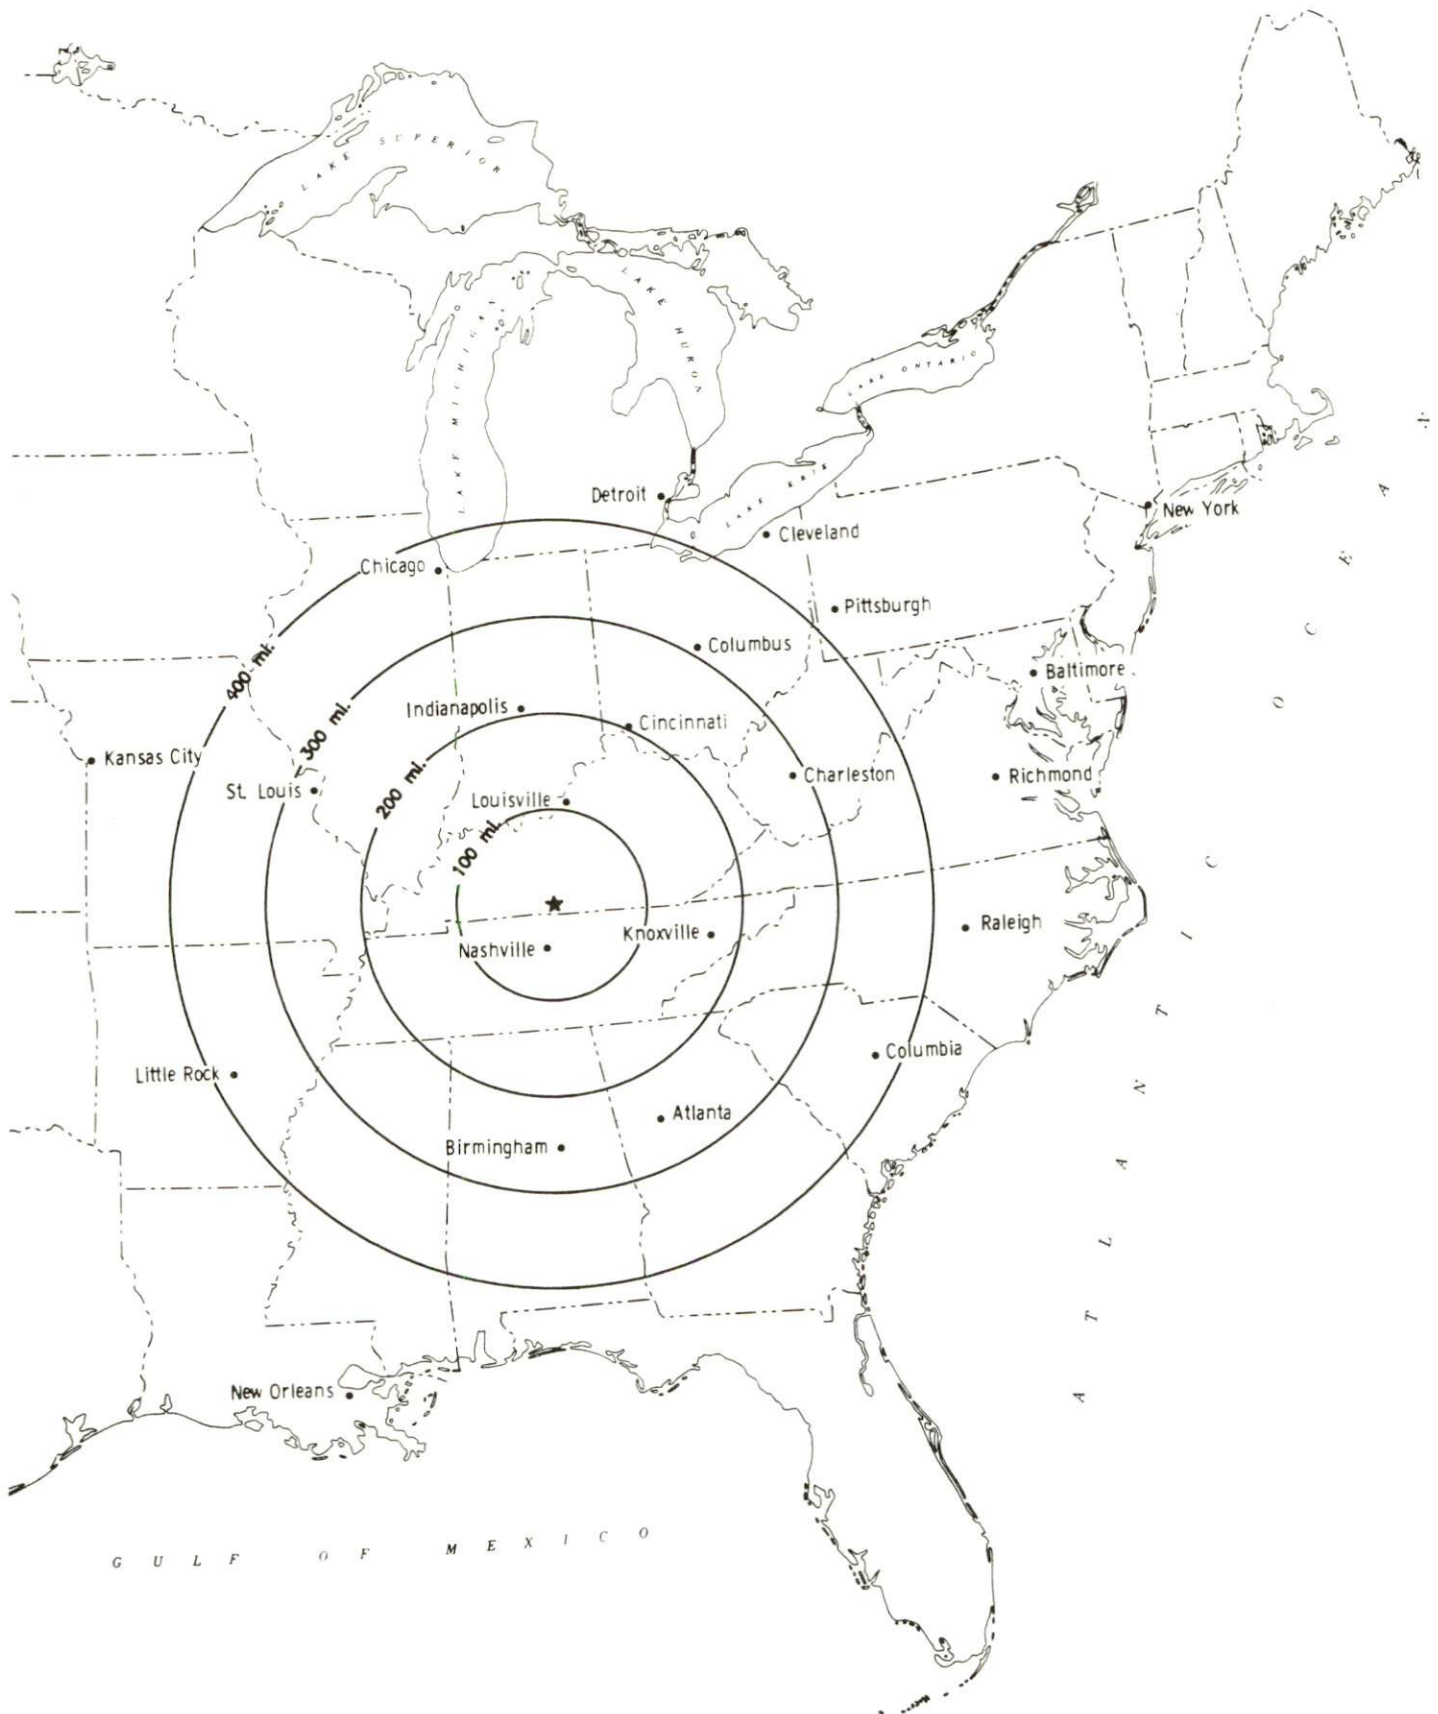 LAKE SUPERIOR
LAKE MICHIGAN
LAKE HURON
LAKE ONTARIO
LAKE ERIE
Detroit
Cleveland
New York
Chicago
Pittsburgh
Columbus
400 mi.
Baltimore
Indianapolis
Cincinnati
300 mi.
Kansas City
St. Louis
200 mi.
Charleston
Richmond
Louisville
100 mi.
Nashville
Knoxville
Raleigh
Little Rock
Columbia
Atlanta
Birmingham
New Orleans
ATLANTIC OCEAN
GULF OF MEXICO